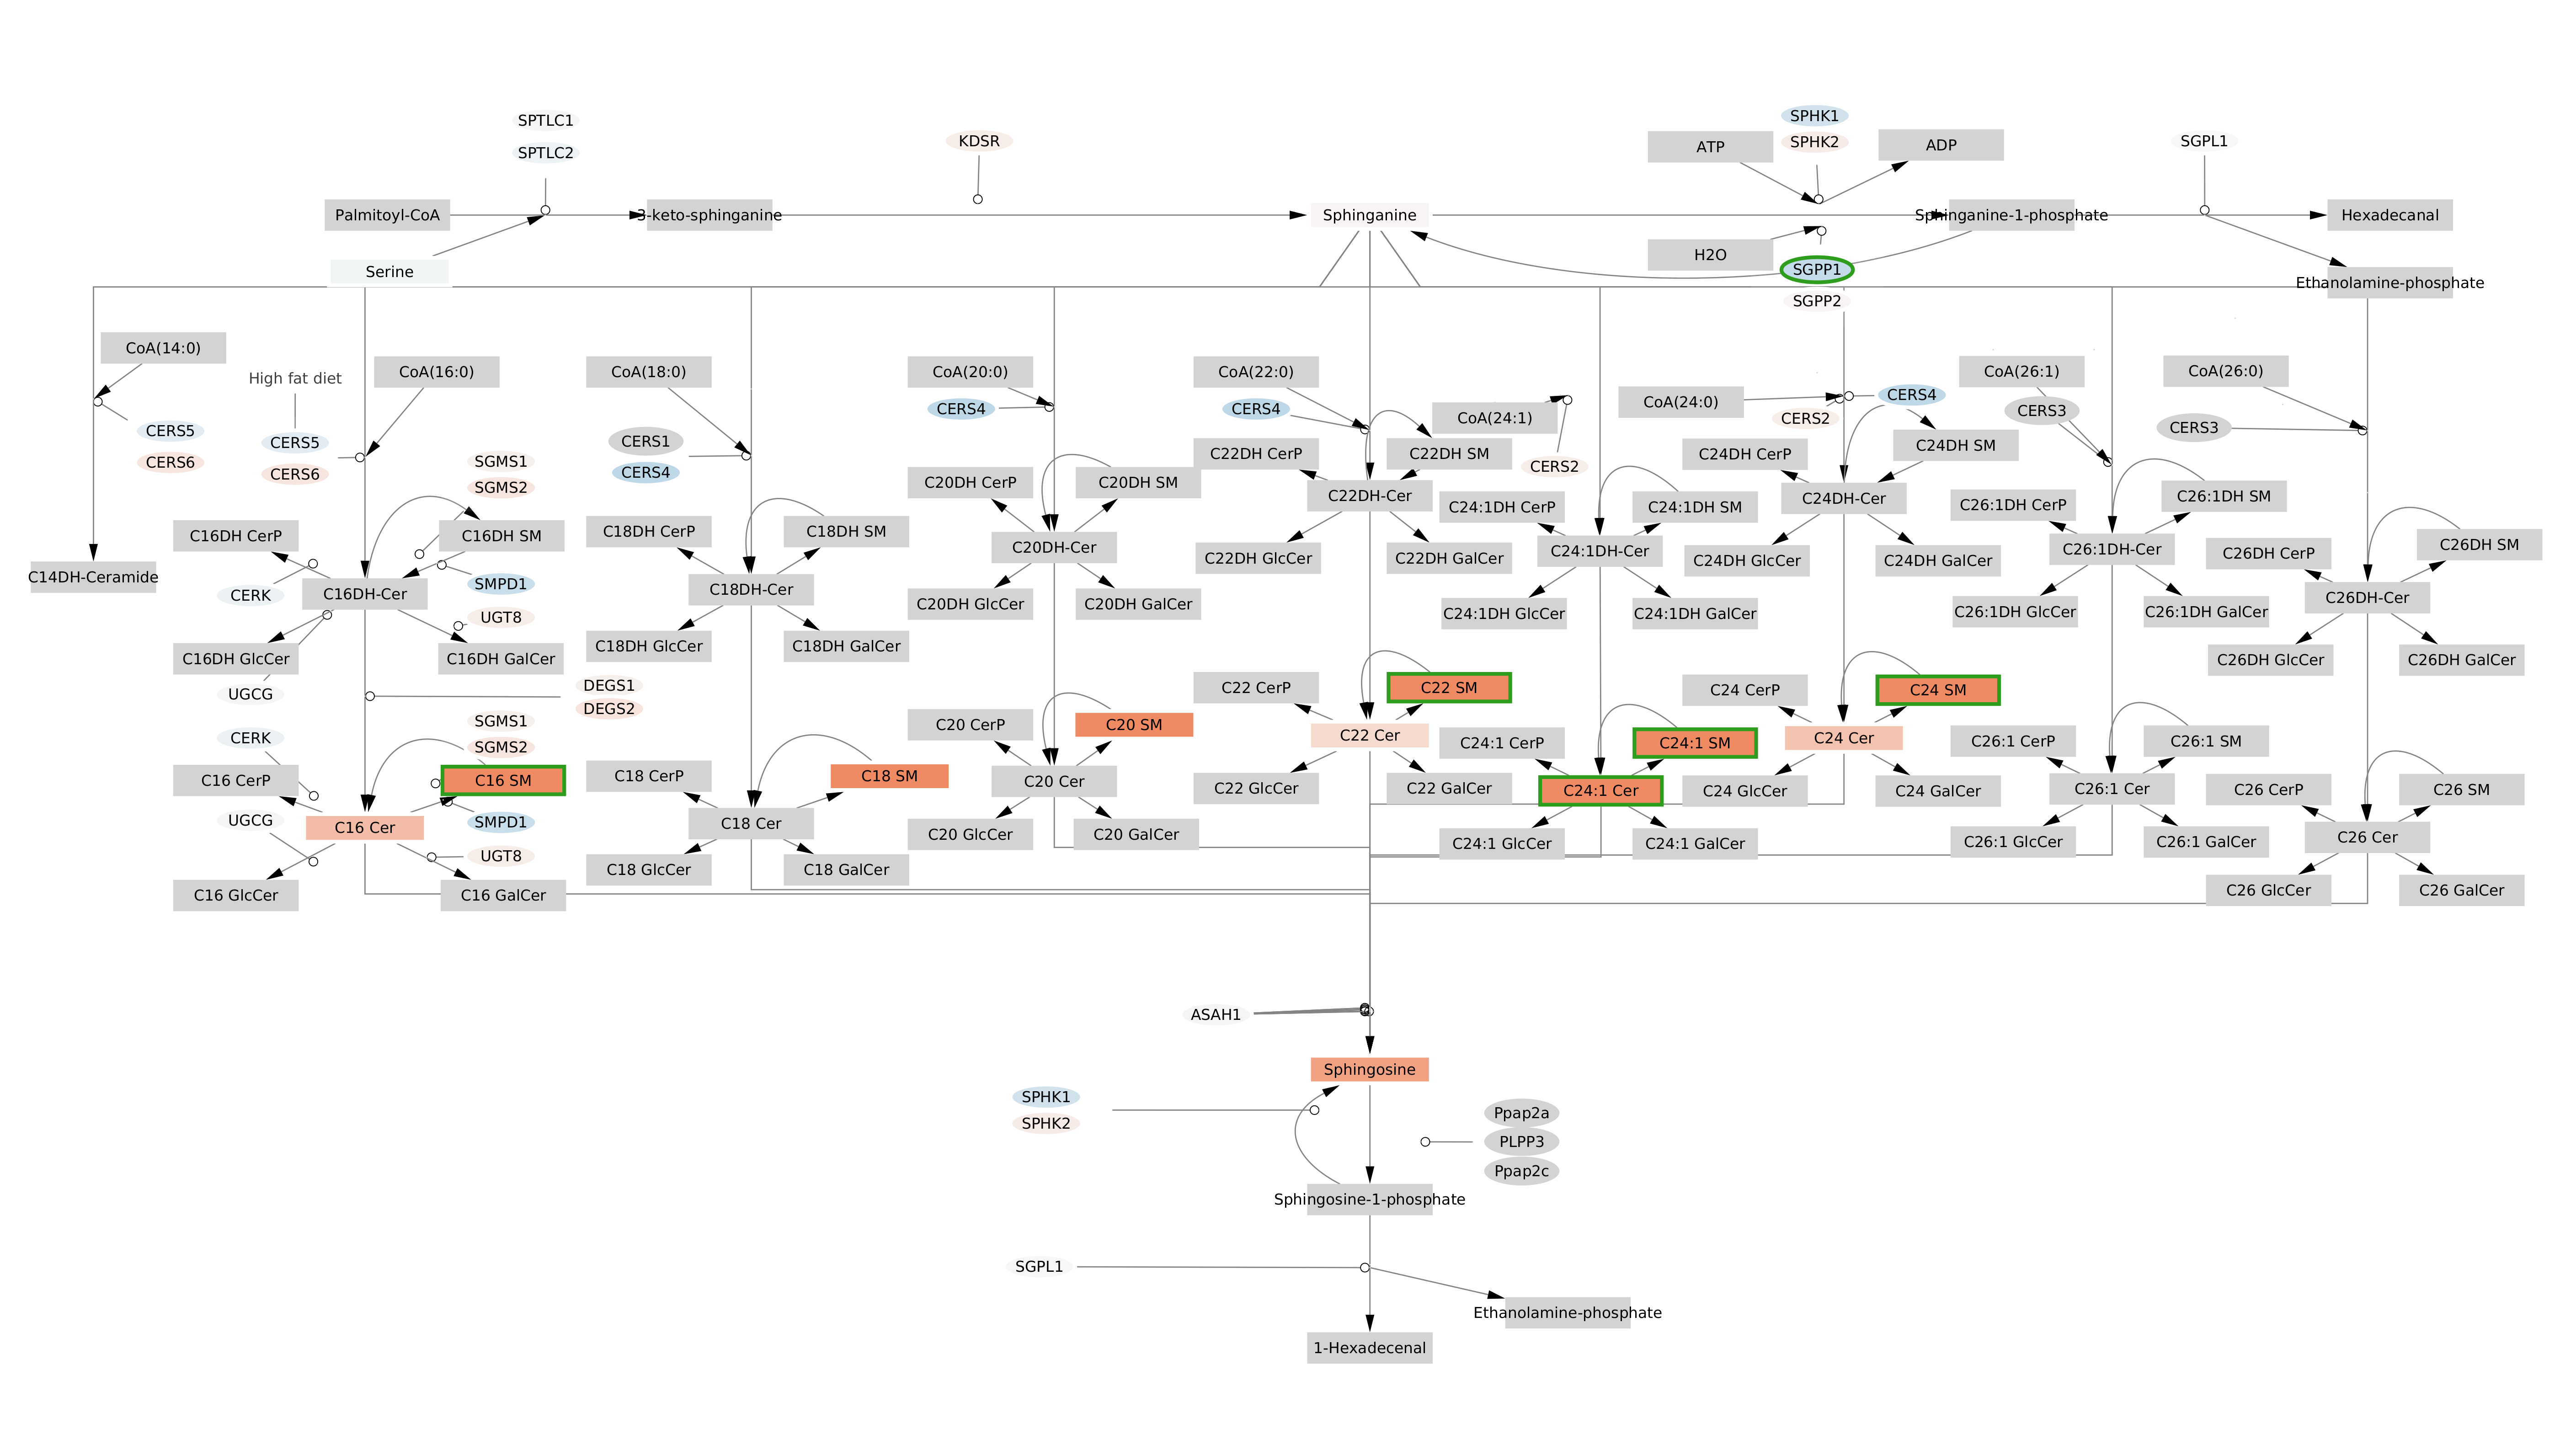 SPTLC1
SPTLC2
KDSR
SPHK1
SPHK2
ATP
ADP
SGPL1
Palmitoyl-CoA
3-keto-sphinganine
Sphinganine
Sphinganine-1-phosphate
Hexadecanal
Serine
H2O
SGPP1
SGPP2
Ethanolamine-phosphate
CoA(14:0)
High fat diet
CoA(16:0)
CoA(18:0)
CoA(20:0)
CoA(22:0)
CoA(24:1)
CoA(24:0)
CoA(26:1)
CoA(26:0)
CERS5
CERS6
CERS5
CERS6
CERS1
CERS4
CERS4
CERS4
CERS2
CERS2
CERS4
CERS3
CERS3
SGMS1
SGMS2
C16DH CerP
C16DH SM
CERK
C16DH-Cer
SMPD1
UGT8
C16DH GlcCer
C16DH GalCer
UGCG
C14DH-Ceramide
C18DH CerP
C18DH SM
C18DH-Cer
C18DH GlcCer
C18DH GalCer
C20DH CerP
C20DH SM
C20DH-Cer
C20DH GlcCer
C20DH GalCer
C22DH CerP
C22DH SM
C22DH-Cer
C22DH GlcCer
C22DH GalCer
C24:1DH CerP
C24:1DH SM
C24:1DH-Cer
C24:1DH GlcCer
C24:1DH GalCer
C24DH CerP
C24DH SM
C24DH-Cer
C24DH GlcCer
C24DH GalCer
C26:1DH CerP
C26:1DH SM
C26:1DH-Cer
C26:1DH GlcCer
C26:1DH GalCer
C26DH CerP
C26DH SM
C26DH-Cer
C26DH GlcCer
C26DH GalCer
DEGS1
DEGS2
CERK
SGMS1
SGMS2
C16 CerP
C16 SM
UGCG
C16 Cer
SMPD1
UGT8
C16 GlcCer
C16 GalCer
C18 CerP
C18 SM
C18 Cer
C18 GlcCer
C18 GalCer
C20 CerP
C20 SM
C20 Cer
C20 GlcCer
C20 GalCer
C22 CerP
C22 SM
C22 Cer
C22 GlcCer
C22 GalCer
C24:1 CerP
C24:1 SM
C24:1 Cer
C24:1 GlcCer
C24:1 GalCer
C24 CerP
C24 SM
C24 Cer
C24 GlcCer
C24 GalCer
C26:1 CerP
C26:1 SM
C26:1 Cer
C26:1 GlcCer
C26:1 GalCer
C26 CerP
C26 SM
C26 Cer
C26 GlcCer
C26 GalCer
ASAH1
Sphingosine
SPHK1
SPHK2
Ppap2a
PLPP3
Ppap2c
Sphingosine-1-phosphate
SGPL1
Ethanolamine-phosphate
1-Hexadecenal